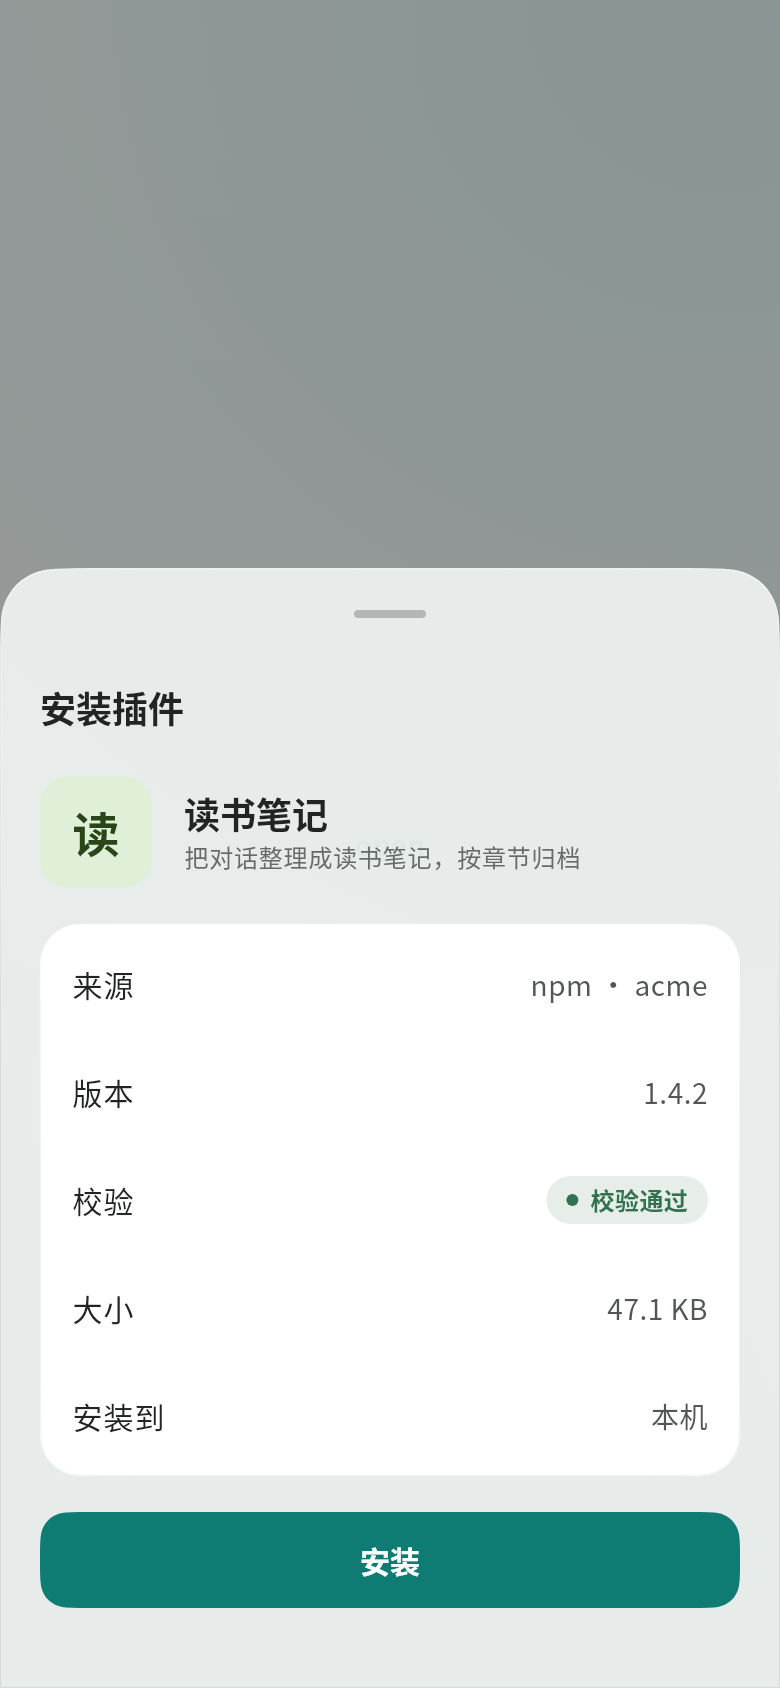 安装插件
读
读书笔记
把对话整理成读书笔记，按章节归档
来源
npm · acme
版本
1.4.2
校验
校验通过
大小
47.1 KB
安装到
本机
安装